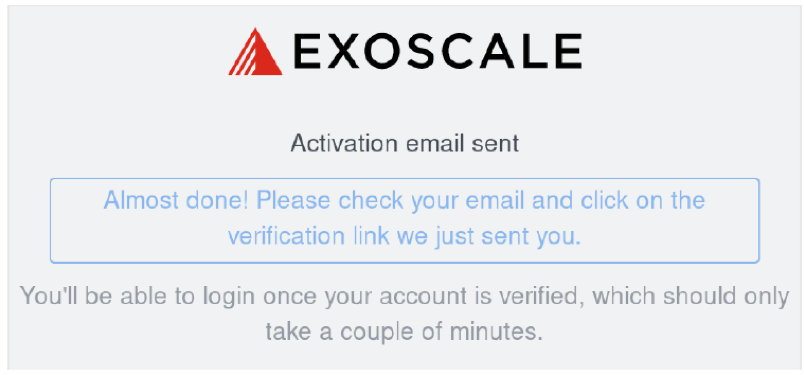 EXOSCALE
Activation email sent
Almost done! Please check your email and click on the
verification link we just sent you.
You'll be able to login once your account is verified, which should only
take a couple of minutes.